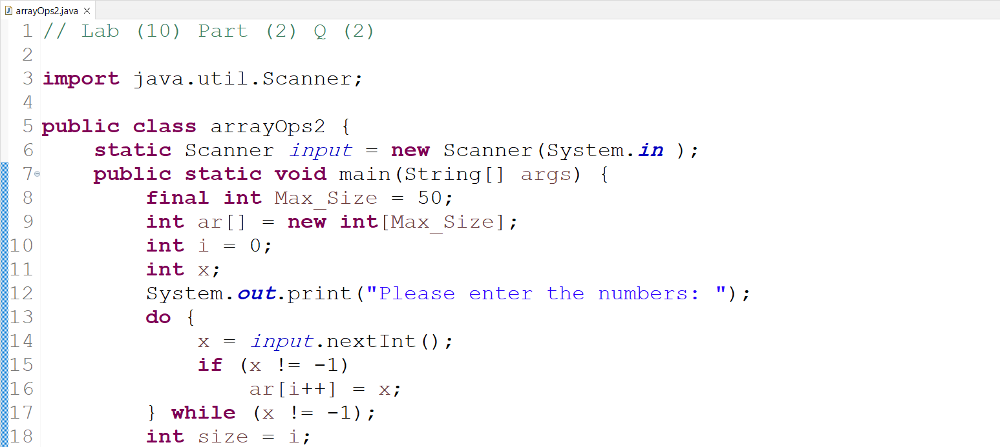 arrayOps2.java
1 // Lab (10) Part (2) Q (2)
2
3 import java.util.Scanner;
4
5 public class arrayOps2 {
6     static Scanner input = new Scanner(System.in );
7     public static void main(String[] args) {
8         final int Max_Size = 50;
9         int ar[] = new int[Max_Size];
10         int i = 0;
11         int x;
12         System.out.print("Please enter the numbers: ");
13         do {
14             x = input.nextInt();
15             if (x != -1)
16                 ar[i++] = x;
17         } while (x != -1);
18         int size = i;